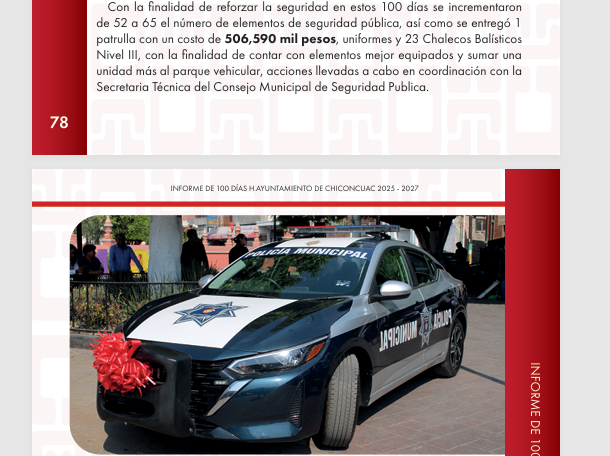 Con la finalidad de reforzar la seguridad en estos 100 días se incrementaron
de 52 a 65 el número de elementos de seguridad pública, así como se entregó 1
patrulla con un costo de 506,590 mil pesos, uniformes y 23 Chalecos Balísticos
Nivel III, con la finalidad de contar con elementos mejor equipados y sumar una
unidad más al parque vehicular, acciones llevadas a cabo en coordinación con la
Secretaria Técnica del Consejo Municipal de Seguridad Publica.
78
INFORME DE 100 DÍAS H.AYUNTAMIENTO DE CHICONCUAC 2025 - 2027
POLICÍA MUNICIPAL
MUNICIPAL POLICÍA
INFORME DE 100